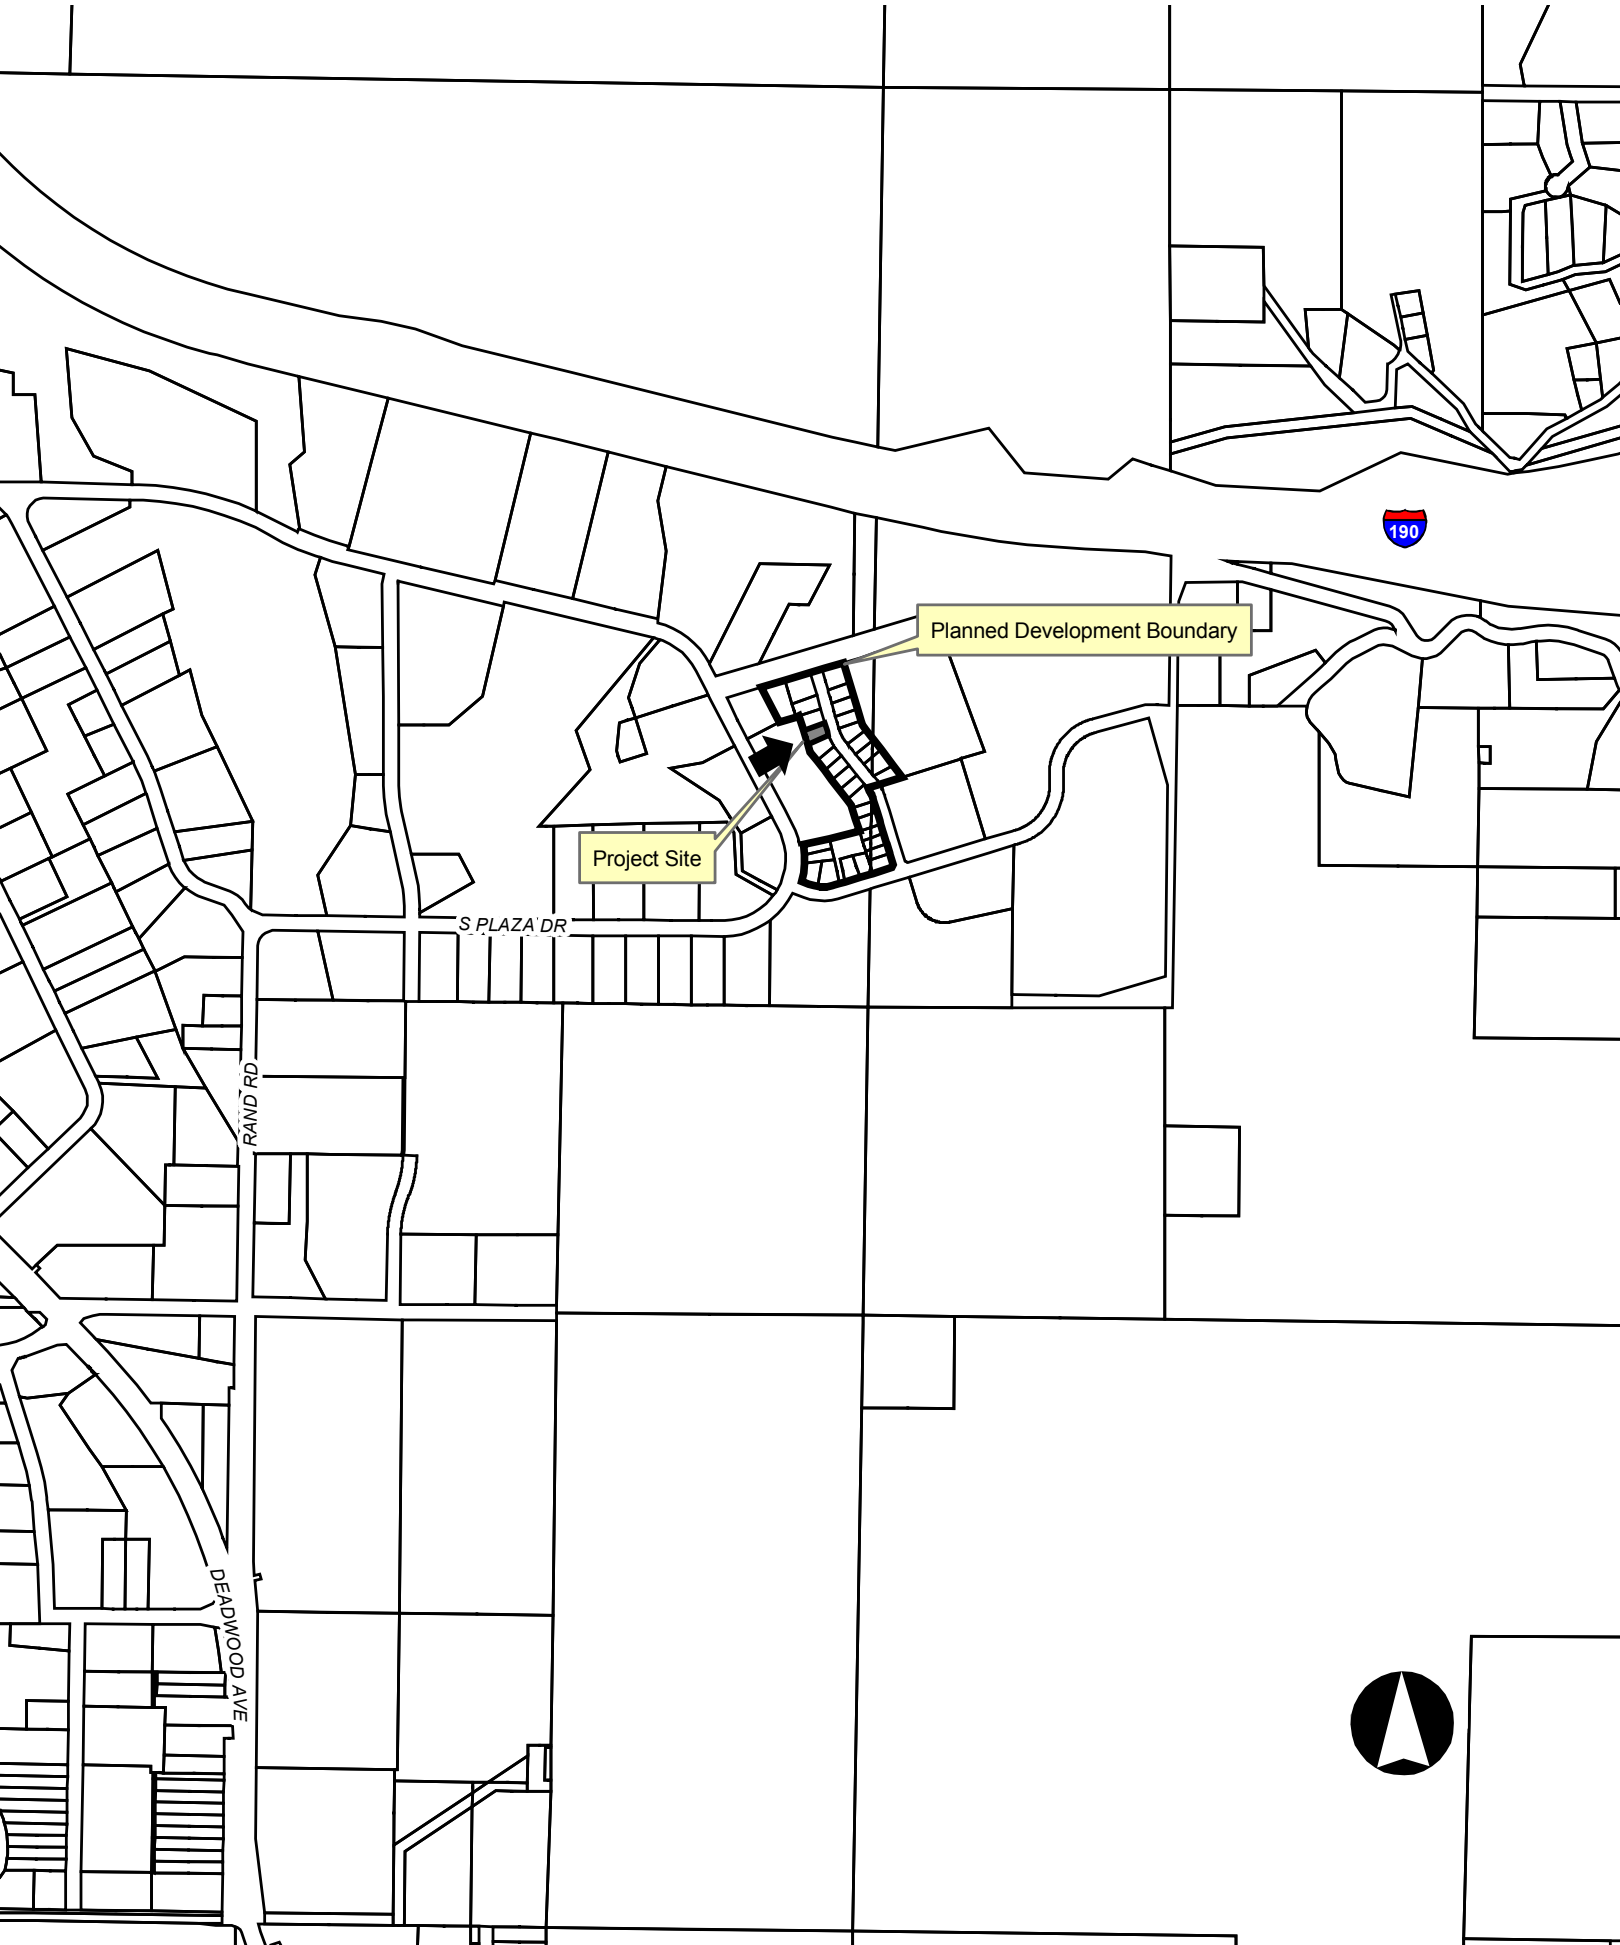 190
Planned Development Boundary
Project Site
S PLAZA DR
RAND RD
DEADWOOD AVE